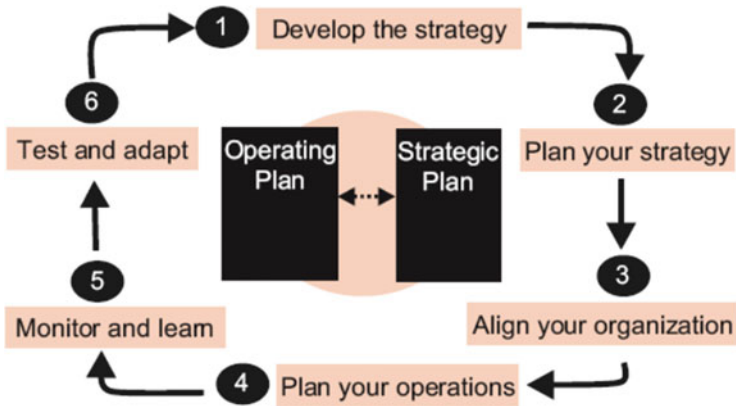 1 Develop the strategy
2
Plan your strategy
3
Align your organization
4 Plan your operations
5
Monitor and learn
6
Test and adapt
Operating
Plan
Strategic
Plan